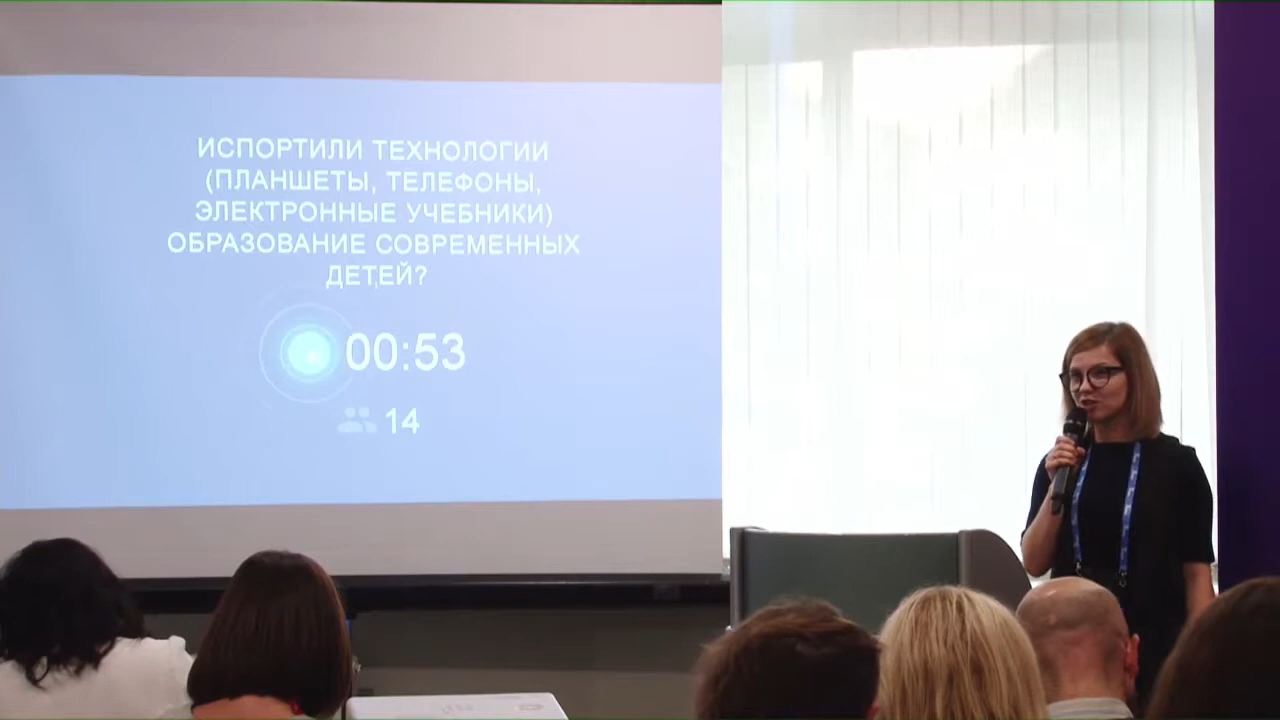 ИСПОРТИЛИ ТЕХНОЛОГИИ
(ПЛАНШЕТЫ, ТЕЛЕФОНЫ,
ЭЛЕКТРОННЫЕ УЧЕБНИКИ)
ОБРАЗОВАНИЕ СОВРЕМЕННЫХ
ДЕТЕЙ?
00:53
14